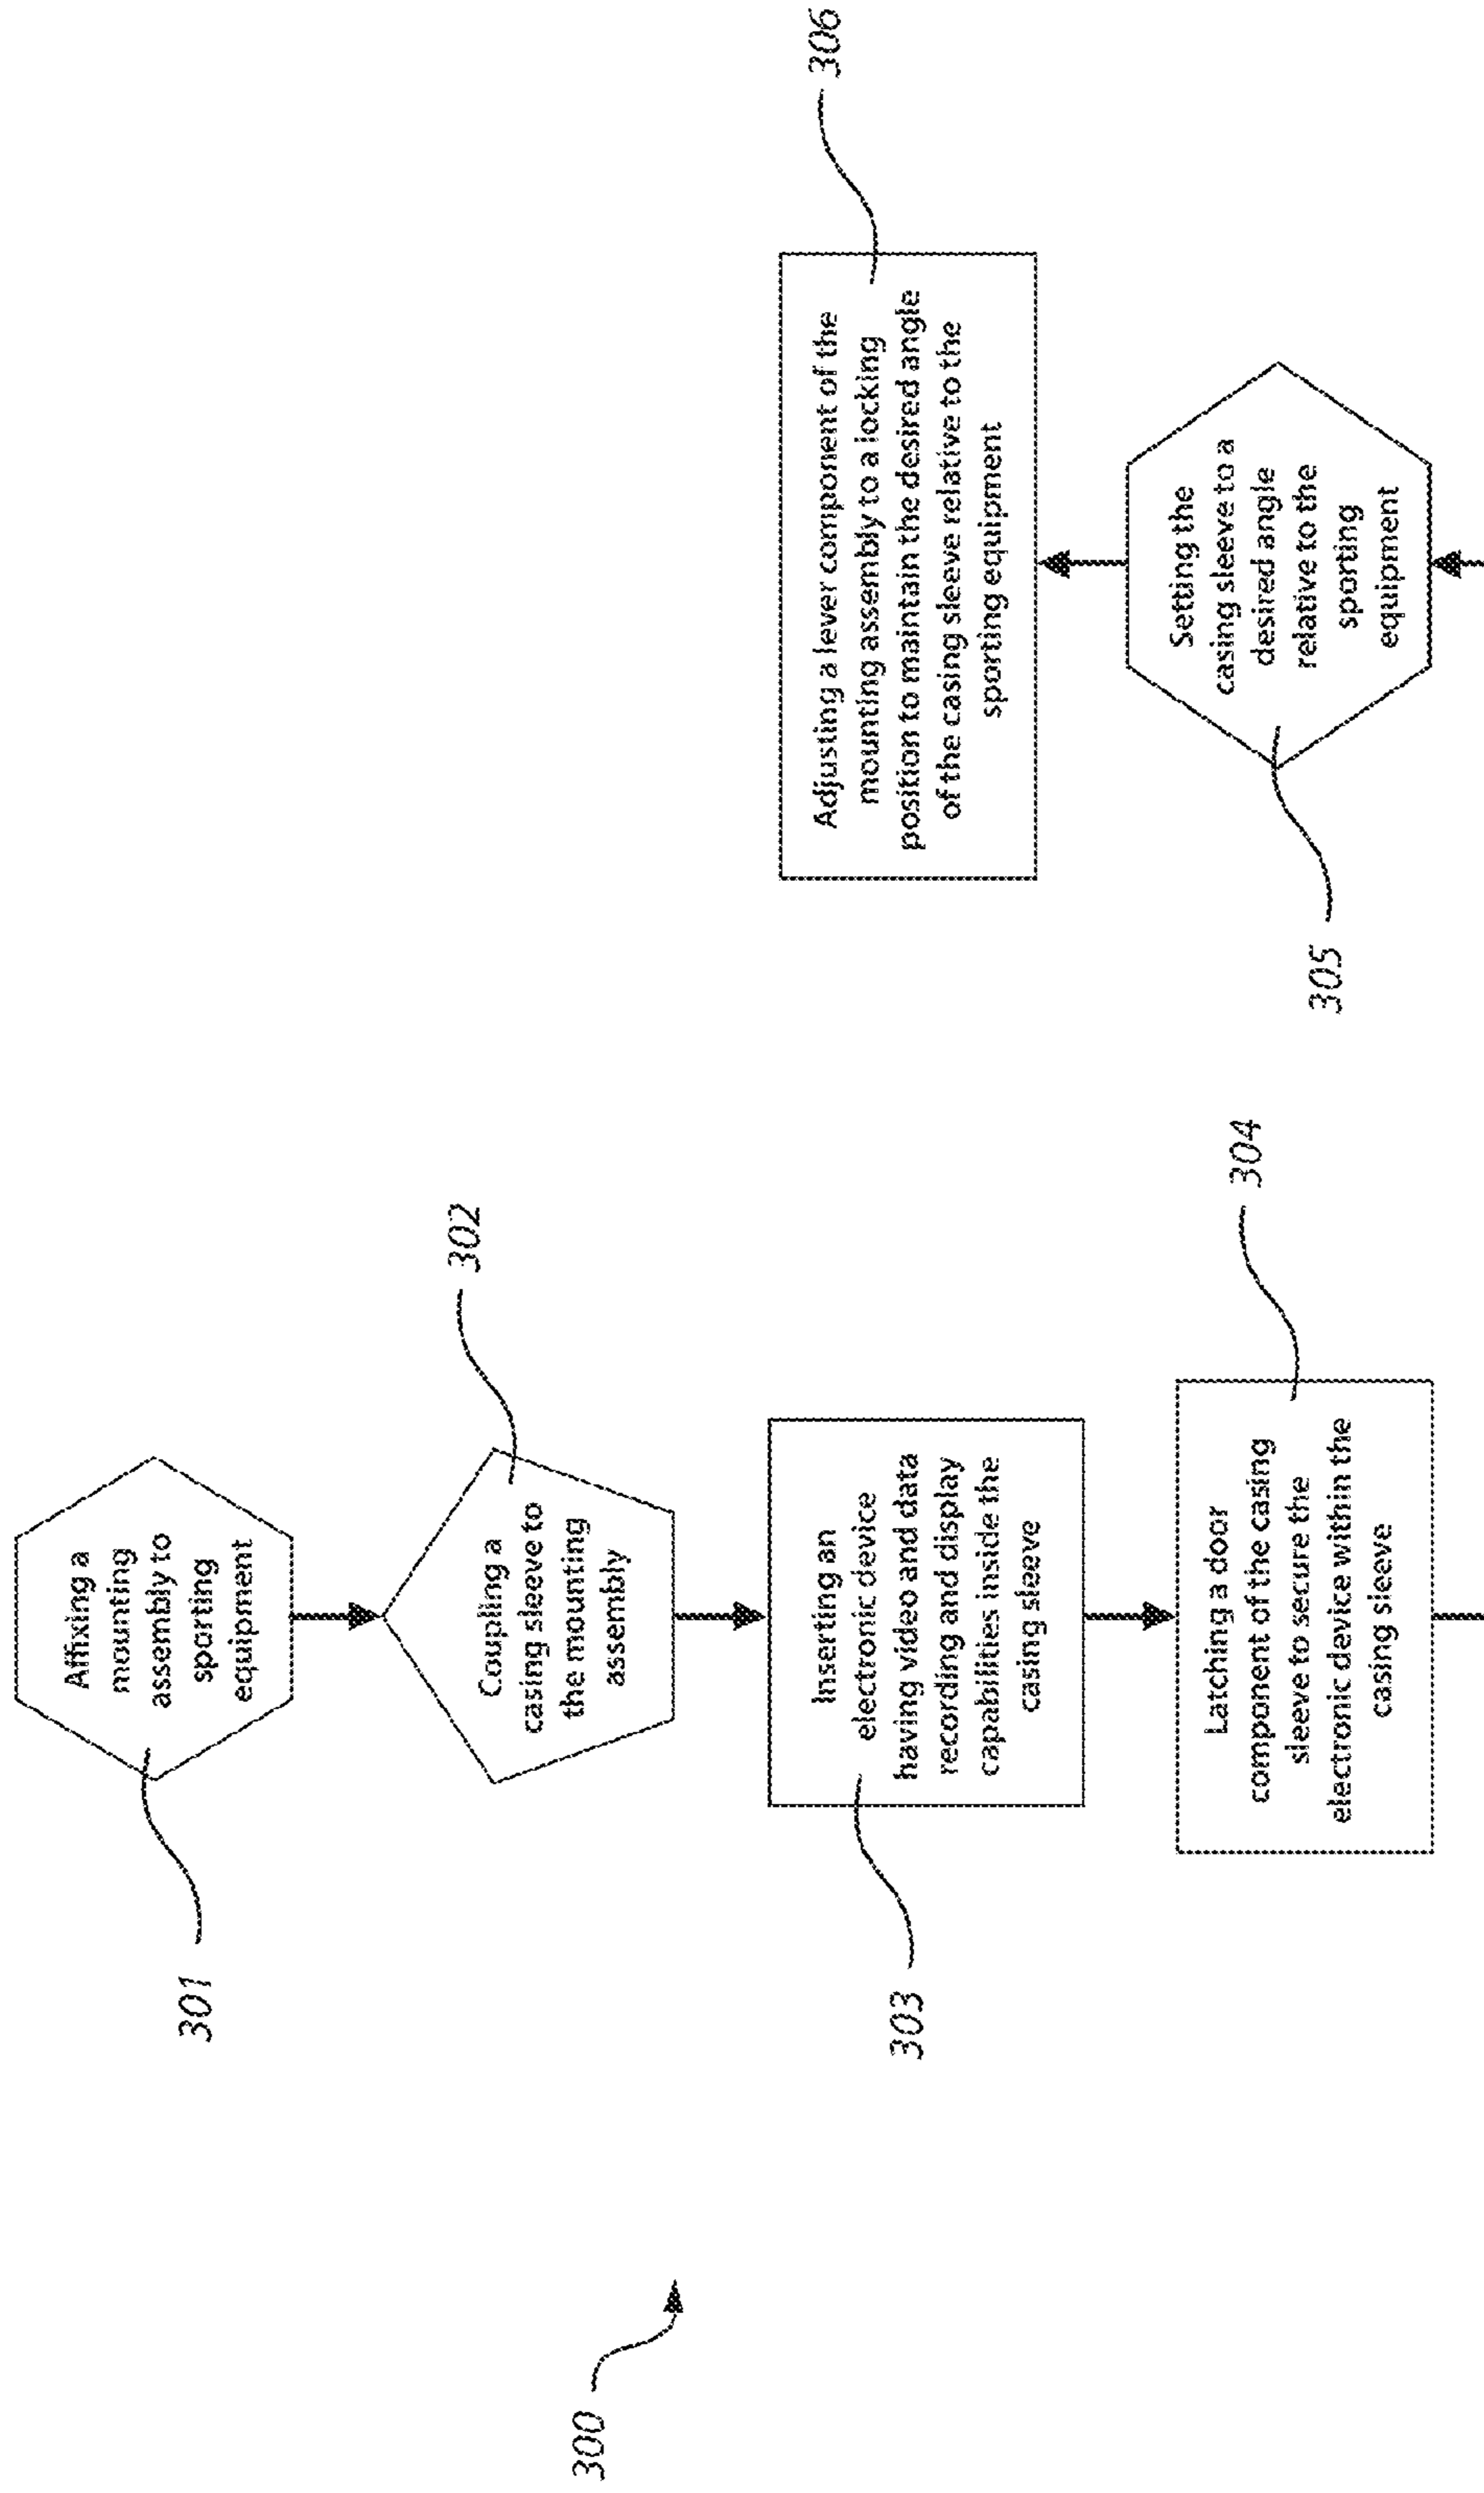 300
301
Affixing a
mounting
assembly to
sporting
equipment
302
Coupling a
casing sleeve to
the mounting
assembly
303
Inserting an
electronic device
having video and data
recording and display
capabilities inside the
casing sleeve
304
Latching a door
component of the casing
sleeve to secure the
electronic device within the
casing sleeve
305
Setting the
casing sleeve to a
desired angle
relative to the
sporting
equipment
306
Adjusting a lever component of the
mounting assembly to a locking
position to maintain the desired angle
of the casing sleeve relative to the
sporting equipment